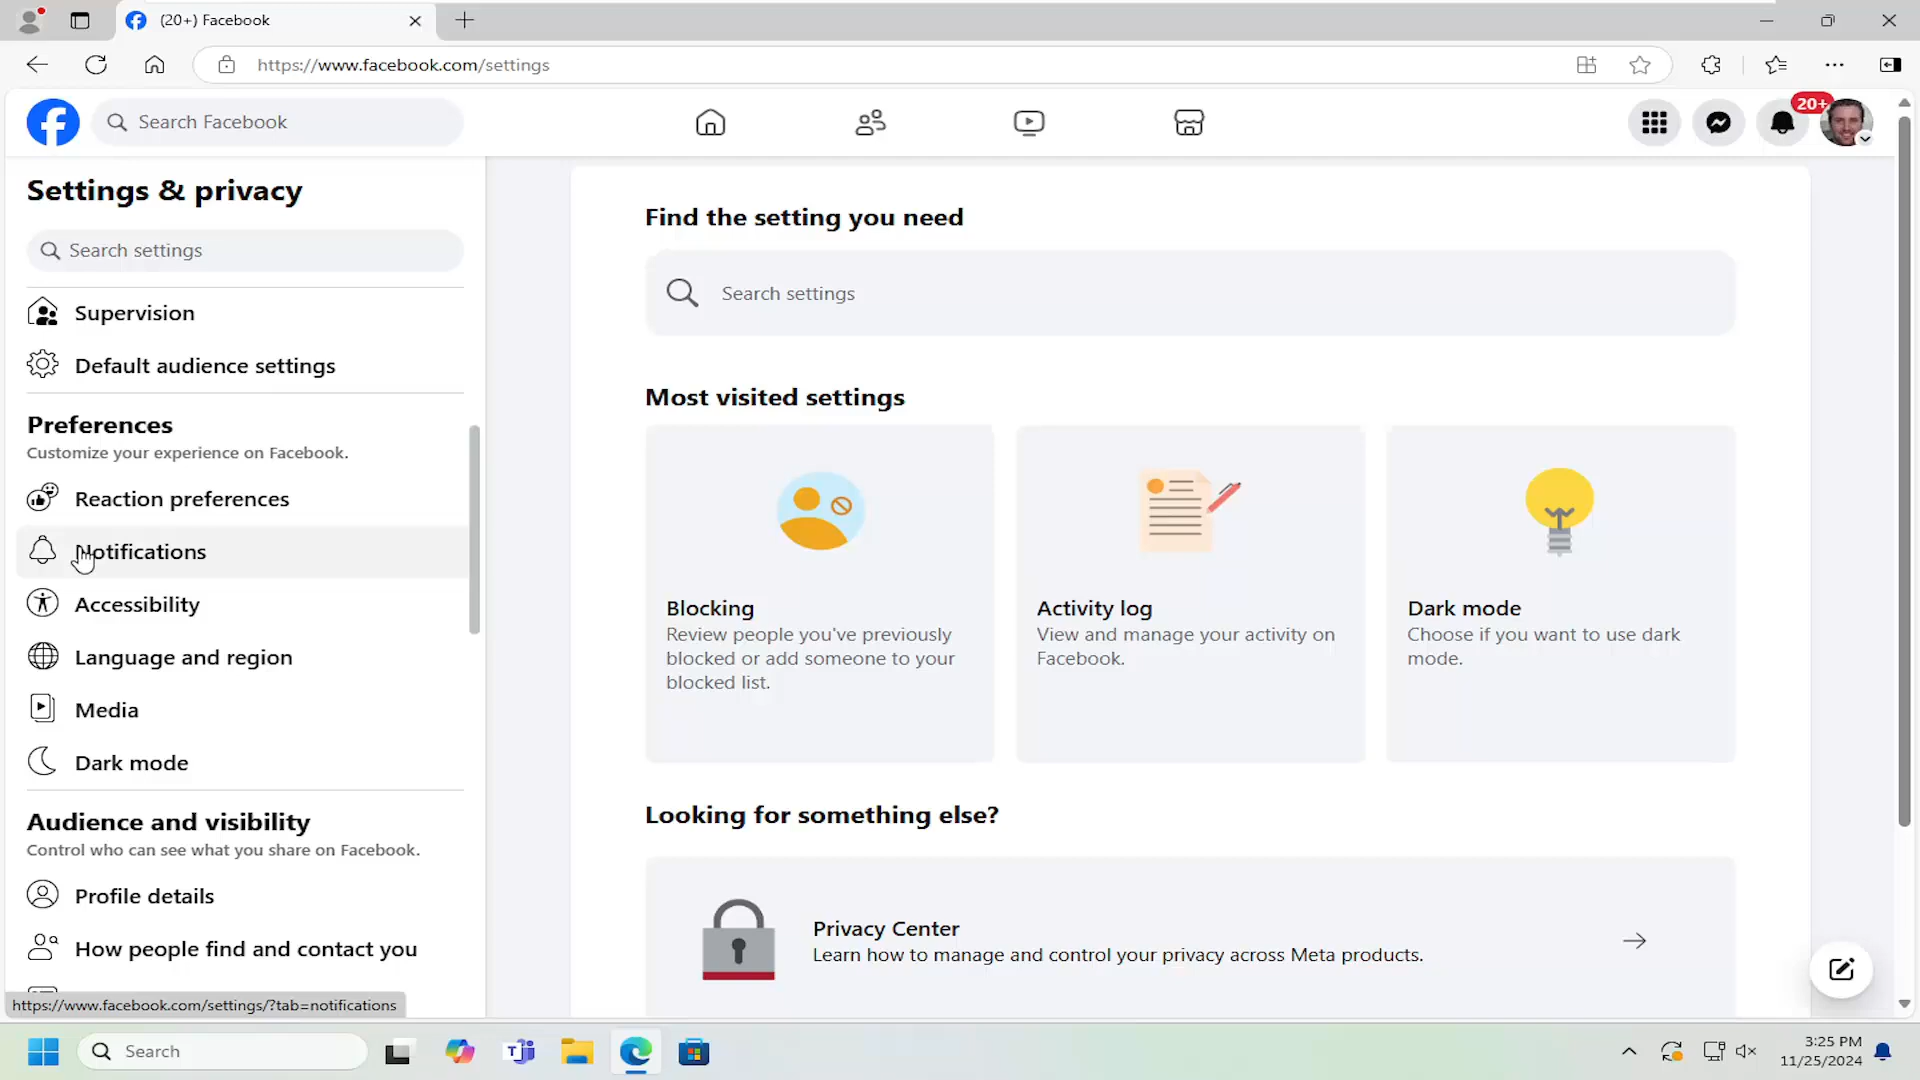 (20+) Facebook
https://www.facebook.com/settings
Search Facebook
20+
Settings & privacy
Search settings
Supervision
Default audience settings
Preferences
Customize your experience on Facebook.
Reaction preferences
Notifications
Accessibility
Language and region
Media
Dark mode
Audience and visibility
Control who can see what you share on Facebook.
Profile details
How people find and contact you
https://www.facebook.com/settings/?tab=notifications
Find the setting you need
Search settings
Most visited settings
Blocking
Review people you've previously
blocked or add someone to your
blocked list.
Activity log
View and manage your activity on
Facebook.
Dark mode
Choose if you want to use dark
mode.
Looking for something else?
Privacy Center
Learn how to manage and control your privacy across Meta products.
Search
3:25 PM
11/25/2024